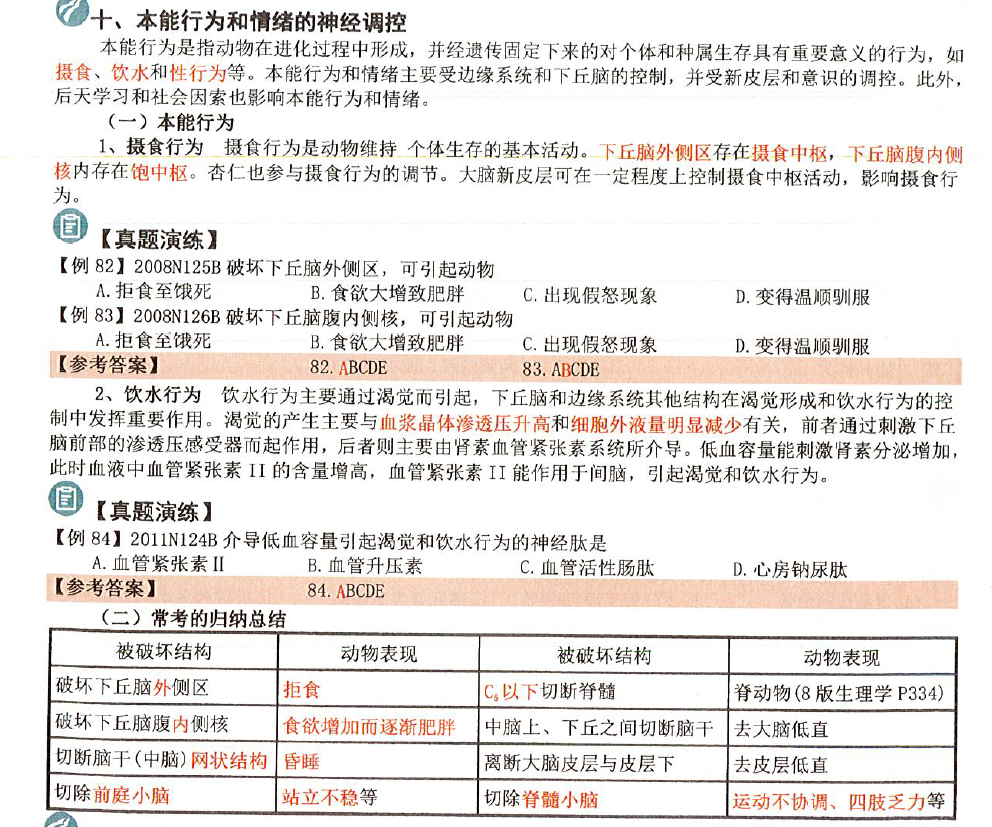 十、本能行为和情绪的神经调控
本能行为是指动物在进化过程中形成，并经遗传固定下来的对个体和种属生存具有重要意义的行为，如
摄食、饮水和性行为等。本能行为和情绪主要受边缘系统和下丘脑的控制，并受新皮层和意识的调控。此外，
后天学习和社会因素也影响本能行为和情绪。
（一）本能行为
1、摄食行为 摄食行为是动物维持 个体生存的基本活动。下丘脑外侧区存在摄食中枢，下丘脑腹内侧
核内存在饱中枢。杏仁也参与摄食行为的调节。大脑新皮层可在一定程度上控制摄食中枢活动，影响摄食行
为。
【真题演练】
【例 82】2008N125B 破坏下丘脑外侧区，可引起动物
A.拒食至饿死 B.食欲大增致肥胖 C.出现假怒现象 D.变得温顺驯服
【例 83】2008N126B 破坏下丘脑腹内侧核，可引起动物
A.拒食至饿死 B.食欲大增致肥胖 C.出现假怒现象 D.变得温顺驯服
【参考答案】 82.ABCDE 83.ABCDE
2、饮水行为 饮水行为主要通过渴觉而引起，下丘脑和边缘系统其他结构在渴觉形成和饮水行为的控
制中发挥重要作用。渴觉的产生主要与血浆晶体渗透压升高和细胞外液量明显减少有关，前者通过刺激下丘
脑前部的渗透压感受器而起作用，后者则主要由肾素血管紧张素系统所介导。低血容量能刺激肾素分泌增加，
此时血液中血管紧张素 II 的含量增高，血管紧张素 II 能作用于间脑，引起渴觉和饮水行为。
【真题演练】
【例 84】2011N124B 介导低血容量引起渴觉和饮水行为的神经肽是
A.血管紧张素Ⅱ B.血管升压素 C.血管活性肠肽 D.心房钠尿肽
【参考答案】 84.ABCDE
（二）常考的归纳总结
被破坏结构 动物表现 被破坏结构 动物表现
破坏下丘脑外侧区 拒食 C₅以下切断脊髓 脊动物(8 版生理学 P334)
破坏下丘脑腹内侧核 食欲增加而逐渐肥胖 中脑上、下丘之间切断脑干 去大脑低直
切断脑干(中脑)网状结构 昏睡 离断大脑皮层与皮层下 去皮层低直
切除前庭小脑 站立不稳等 切除脊髓小脑 运动不协调、四肢乏力等